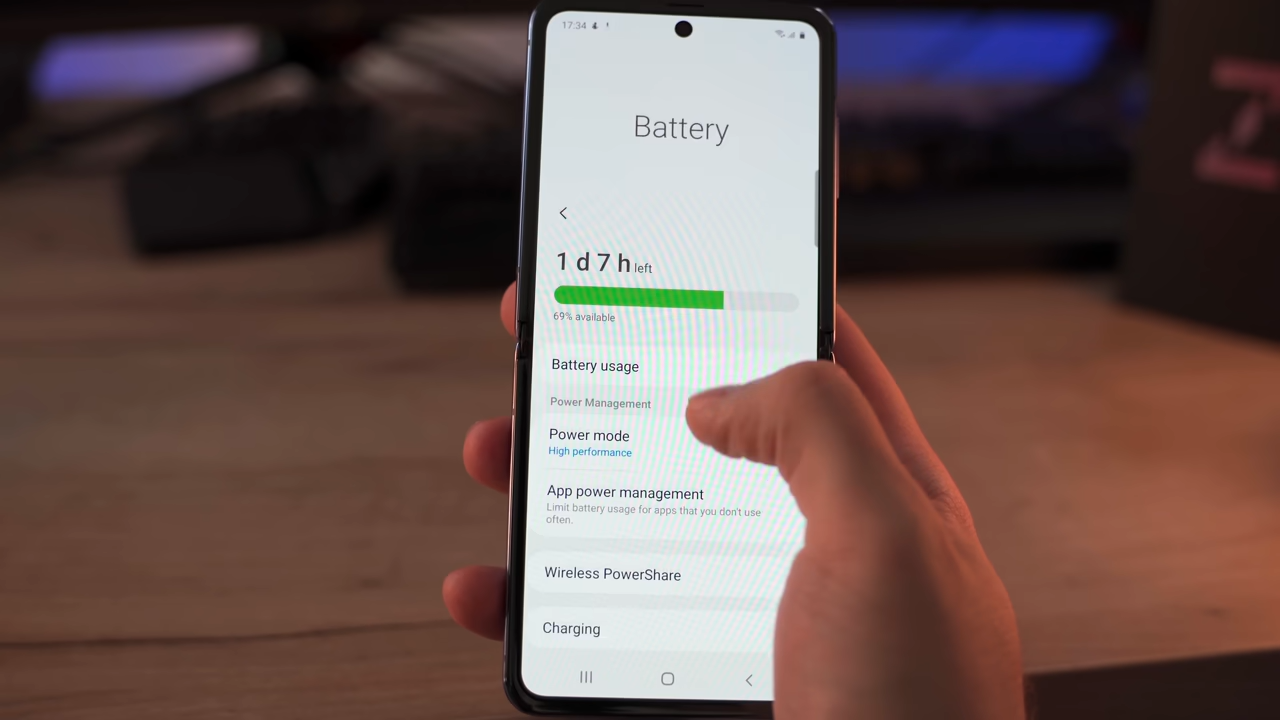 17:34
Battery
1 d 7 h left
69% available
Battery usage
Power Management
Power mode
High performance
App power management
Limit battery usage for apps that you don't use
often.
Wireless PowerShare
Charging